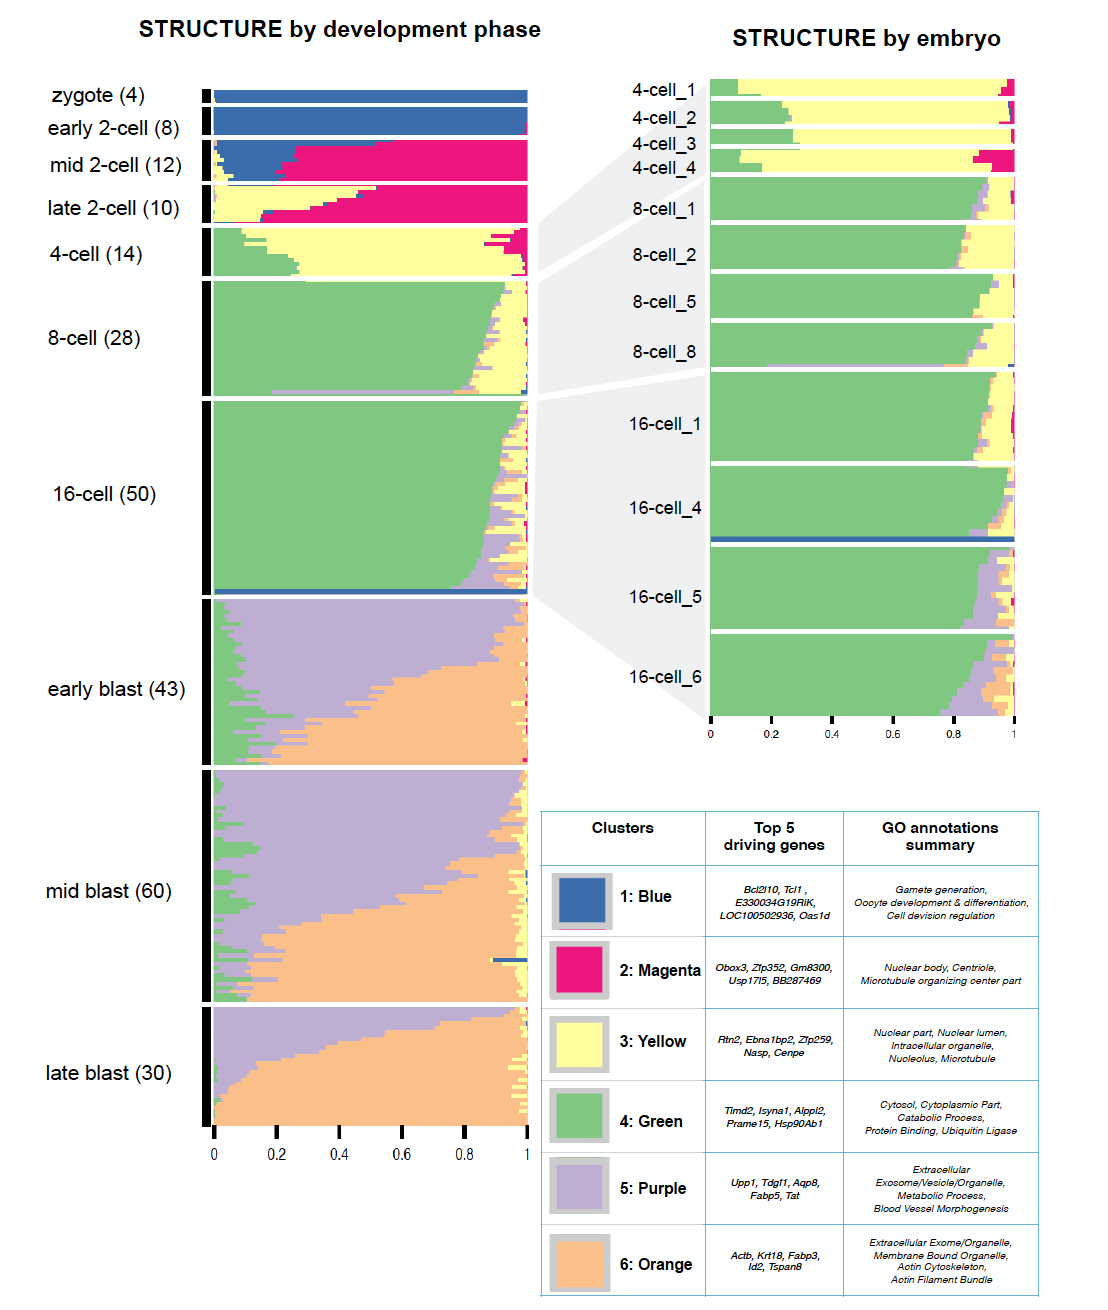 STRUCTURE by development phase
zygote (4)
early 2-cell (8)
mid 2-cell (12)
late 2-cell (10)
4-cell (14)
8-cell (28)
16-cell (50)
early blast (43)
mid blast (60)
late blast (30)
0 0.2 0.4 0.6 0.8 1
STRUCTURE by embryo
4-cell_1
4-cell_2
4-cell_3
4-cell_4
8-cell_1
8-cell_2
8-cell_5
8-cell_8
16-cell_1
16-cell_4
16-cell_5
16-cell_6
0 0.2 0.4 0.6 0.8 1
Clusters
Top 5
driving genes
GO annotations
summary
1: Blue
Bcl2l10, Tcl1 ,
E330034G19RIK,
LOC100502936, Oas1d
Gamete generation,
Oocyte development & differentiation,
Cell devision regulation
2: Magenta
Obox3, Zfp352, Gm8300,
Usp17l5, BB287469
Nuclear body, Centriole,
Microtubule organizing center part
3: Yellow
Rtn2, Ebna1bp2, Zfp259,
Nasp, Cenpe
Nuclear part, Nuclear lumen,
Intracellular organelle,
Nucleolus, Microtubule
4: Green
Timd2, Isyna1, Alppl2,
Prame15, Hsp90Ab1
Cytosol, Cytoplasmic Part,
Catabolic Process,
Protein Binding, Ubiquitin Ligase
5: Purple
Upp1, Tdgf1, Aqp8,
Fabp5, Tat
Extracellular
Exosome/Vesicle/Organelle,
Metabolic Process,
Blood Vessel Morphogenesis
6: Orange
Actb, Krt18, Fabp3,
Id2, Tspan8
Extracellular Exome/Organelle,
Membrane Bound Organelle,
Actin Cytoskeleton,
Actin Filament Bundle